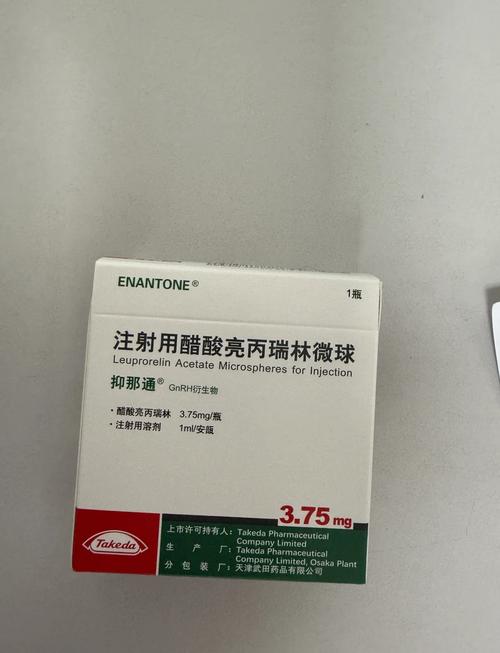 ENANTONE®
1瓶
注射用醋酸亮丙瑞林微球
Leuprorelin Acetate Microspheres for Injection
抑那通® GnRH衍生物
·醋酸亮丙瑞林 3.75mg/瓶
·注射用溶剂 1ml/安瓿
3.75 mg
Takeda
上市许可持有人：Takeda Pharmaceutical
Company Limited
生 产 厂：Takeda Pharmaceutical
Company Limited, Osaka Plant
分 包 装 厂：天津武田药品有限公司